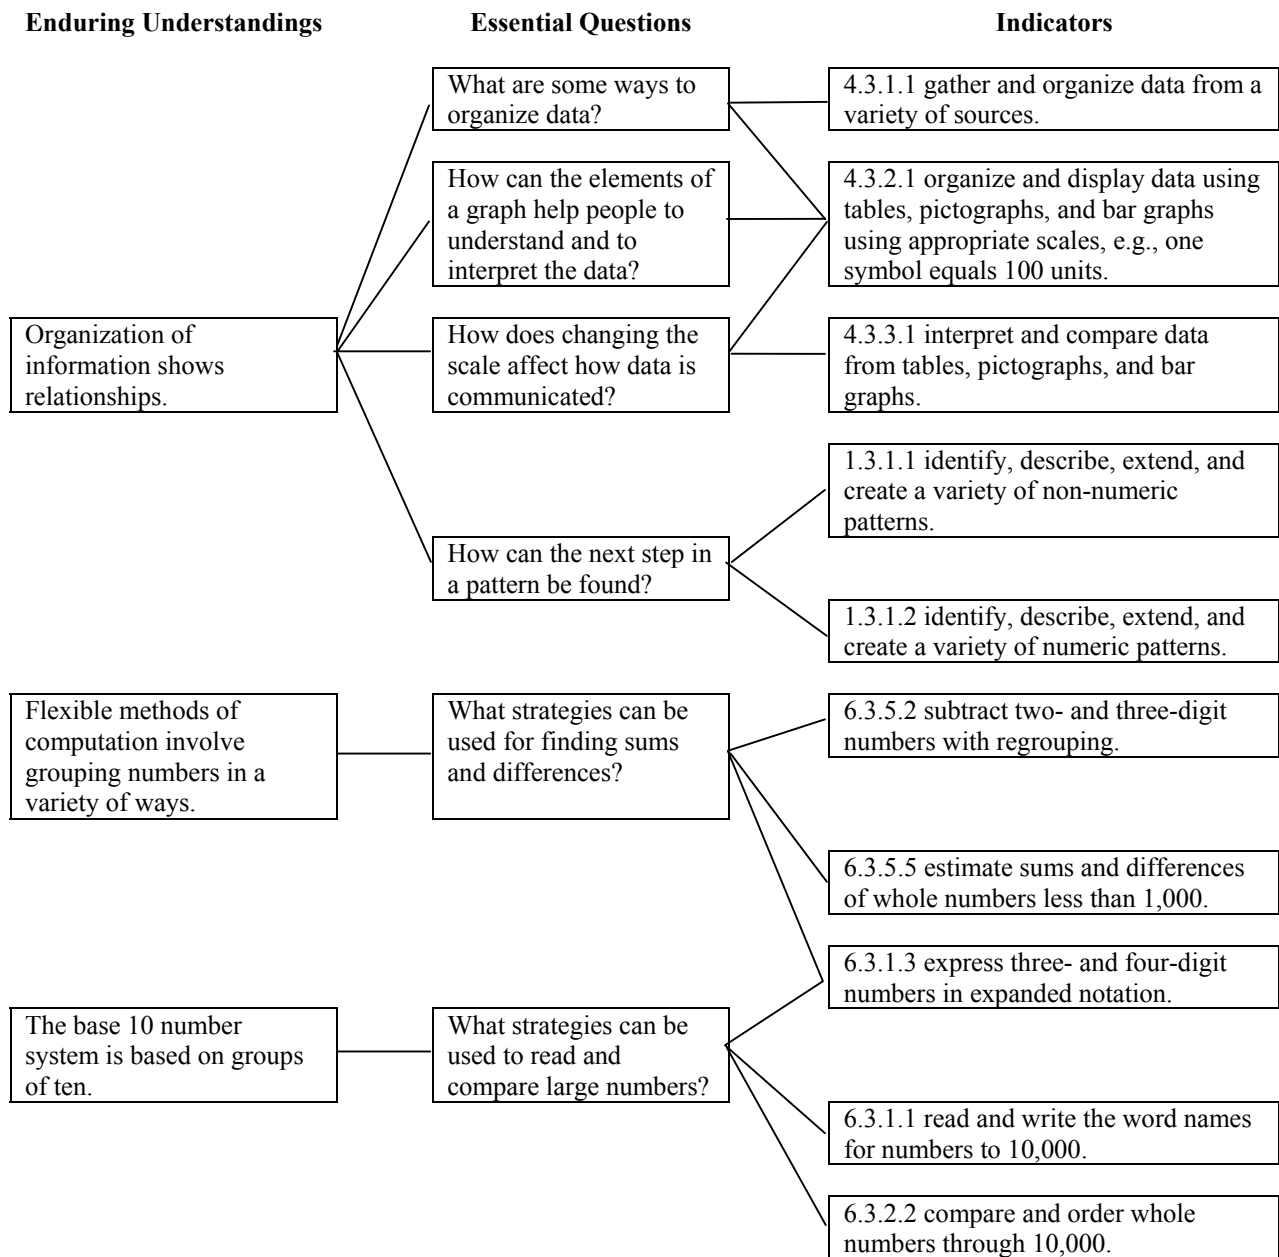 Enduring Understandings
Essential Questions
Indicators
What are some ways to
organize data?
4.3.1.1 gather and organize data from a
variety of sources.
How can the elements of
a graph help people to
understand and to
interpret the data?
4.3.2.1 organize and display data using
tables, pictographs, and bar graphs
using appropriate scales, e.g., one
symbol equals 100 units.
Organization of
information shows
relationships.
How does changing the
scale affect how data is
communicated?
4.3.3.1 interpret and compare data
from tables, pictographs, and bar
graphs.
1.3.1.1 identify, describe, extend, and
create a variety of non-numeric
patterns.
How can the next step in
a pattern be found?
1.3.1.2 identify, describe, extend, and
create a variety of numeric patterns.
Flexible methods of
computation involve
grouping numbers in a
variety of ways.
What strategies can be
used for finding sums
and differences?
6.3.5.2 subtract two- and three-digit
numbers with regrouping.
6.3.5.5 estimate sums and differences
of whole numbers less than 1,000.
6.3.1.3 express three- and four-digit
numbers in expanded notation.
The base 10 number
system is based on groups
of ten.
What strategies can be
used to read and
compare large numbers?
6.3.1.1 read and write the word names
for numbers to 10,000.
6.3.2.2 compare and order whole
numbers through 10,000.